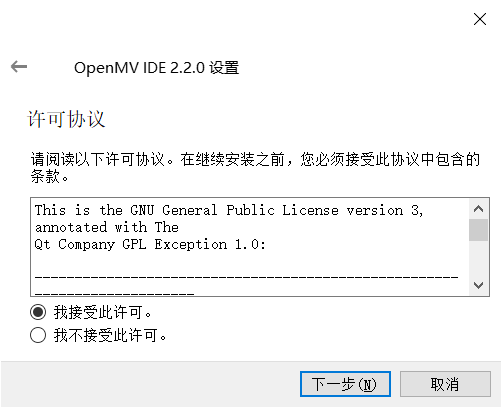 OpenMV IDE 2.2.0 设置
许可协议
请阅读以下许可协议。在继续安装之前，您必须接受此协议中包含的
条款。
This is the GNU General Public License version 3,
annotated with The
Qt Company GPL Exception 1.0:
-----------------------------------------------------
--------------------
我接受此许可。
我不接受此许可。
下一步(N)
取消